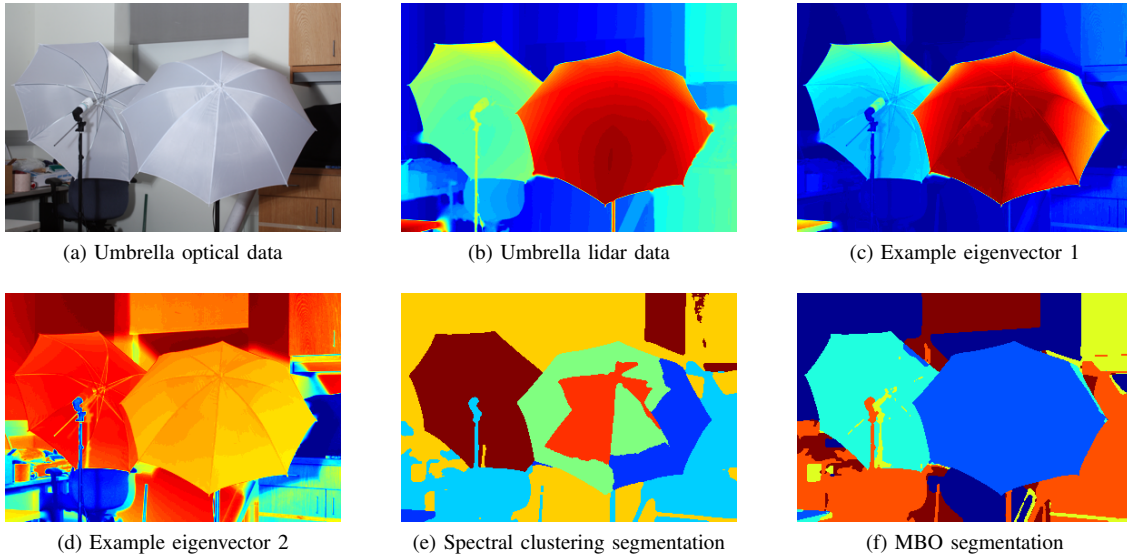 (a) Umbrella optical data
(b) Umbrella lidar data
(c) Example eigenvector 1
(d) Example eigenvector 2
(e) Spectral clustering segmentation
(f) MBO segmentation